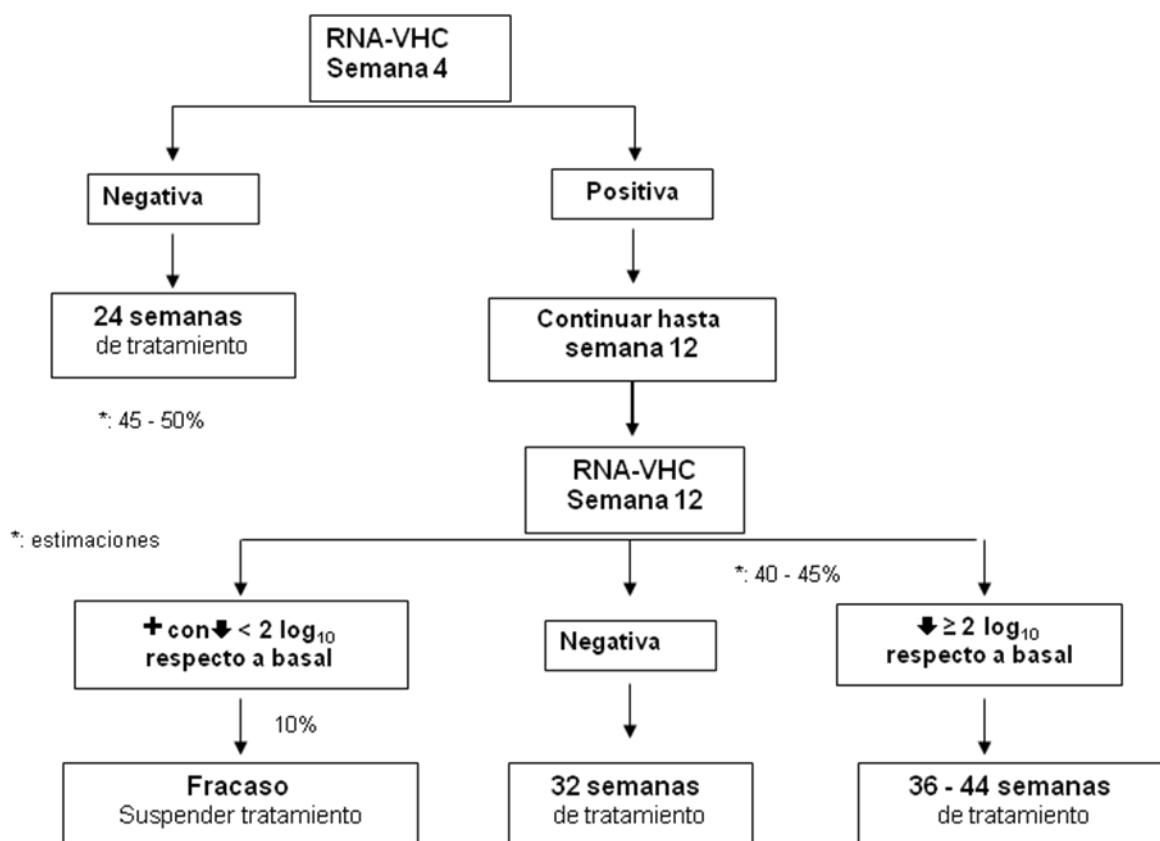 RNA-VHC
Semana 4
Negativa
Positiva
24 semanas
de tratamiento
Continuar hasta
semana 12
*: 45 - 50%
RNA-VHC
Semana 12
*: estimaciones
*: 40 - 45%
+ con⬇ < 2 log₁₀
respecto a basal
Negativa
⬇ ≥ 2 log₁₀
respecto a basal
10%
Fracaso
Suspender tratamiento
32 semanas
de tratamiento
36 - 44 semanas
de tratamiento